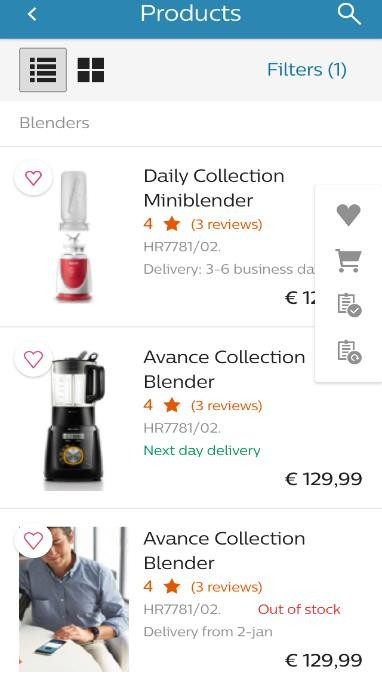 Products
Filters (1)
Blenders
Daily Collection
Miniblender
4 (3 reviews)
HR7781/02.
Delivery: 3-6 business da
€ 12
Avance Collection
Blender
4 (3 reviews)
HR7781/02.
Next day delivery
€ 129,99
Avance Collection
Blender
4 (3 reviews)
HR7781/02. Out of stock
Delivery from 2-jan
€ 129,99